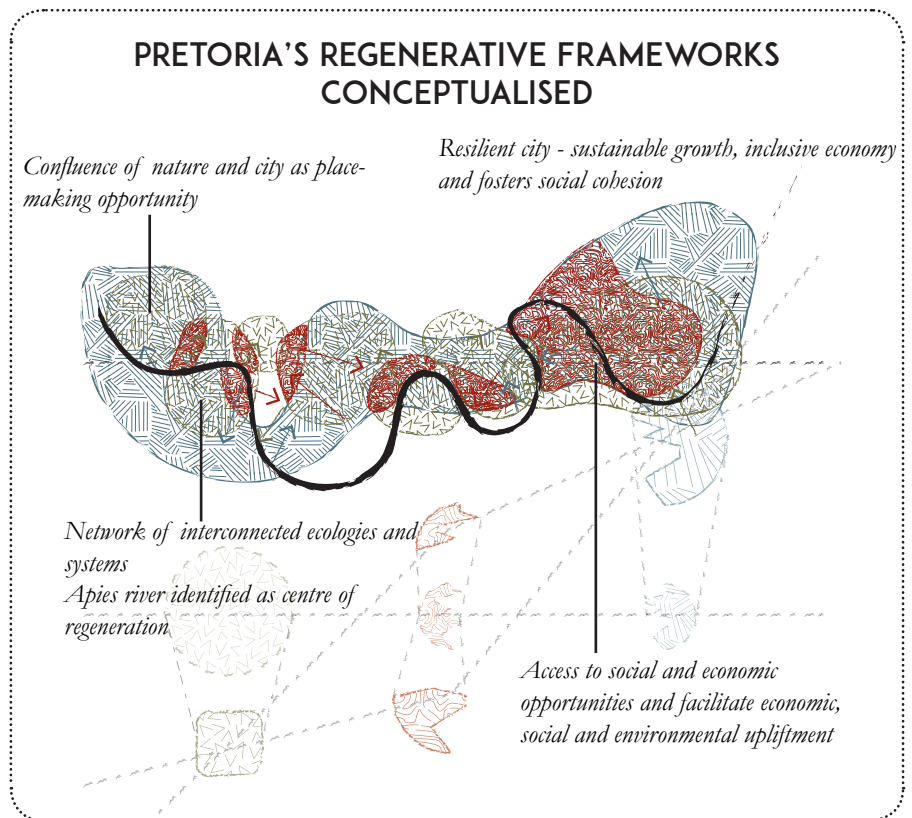 PRETORIA'S REGENERATIVE FRAMEWORKS
CONCEPTUALISED
Confluence of nature and city as place-
making opportunity
Resilient city - sustainable growth, inclusive economy
and fosters social cohesion
Network of interconnected ecologies and
systems
Apies river identified as centre of
regeneration
Access to social and economic
opportunities and facilitate economic,
social and environmental upliftment